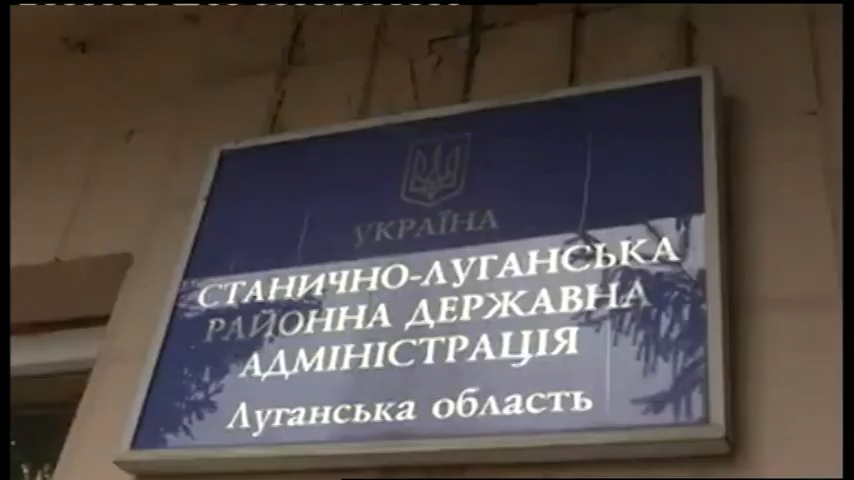 УКРАЇНА
СТАНИЧНО-ЛУГАНСЬКА
РАЙОННА ДЕРЖАВНА
АДМІНІСТРАЦІЯ
Луганська область